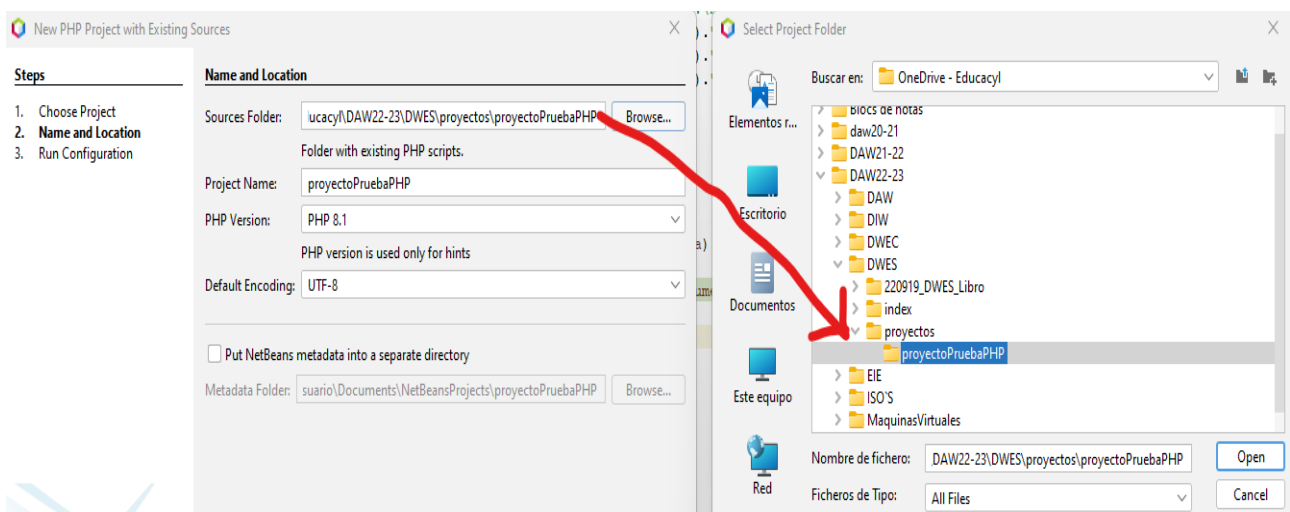 New PHP Project with Existing Sources
Steps
1. Choose Project
2. Name and Location
3. Run Configuration
Name and Location
Sources Folder: ucacyl\DAW22-23\DWES\proyectos\proyectoPruebaPHP Browse...
Folder with existing PHP scripts.
Project Name: proyectoPruebaPHP
PHP Version: PHP 8.1
PHP version is used only for hints
Default Encoding: UTF-8
Put NetBeans metadata into a separate directory
Metadata Folder: suario\Documents\NetBeansProjects\proyectoPruebaPHP Browse...
Select Project Folder
Buscar en: OneDrive - Educacyl
Elementos r...
Escritorio
Documentos
Este equipo
Red
Blocs de notas
daw20-21
DAW21-22
DAW22-23
DAW
DIW
DWEC
DWES
220919_DWES_Libro
index
proyectos
proyectoPruebaPHP
EIE
ISO`S
MaquinasVirtuales
Nombre de fichero: DAW22-23\DWES\proyectos\proyectoPruebaPHP Open
Ficheros de Tipo: All Files Cancel